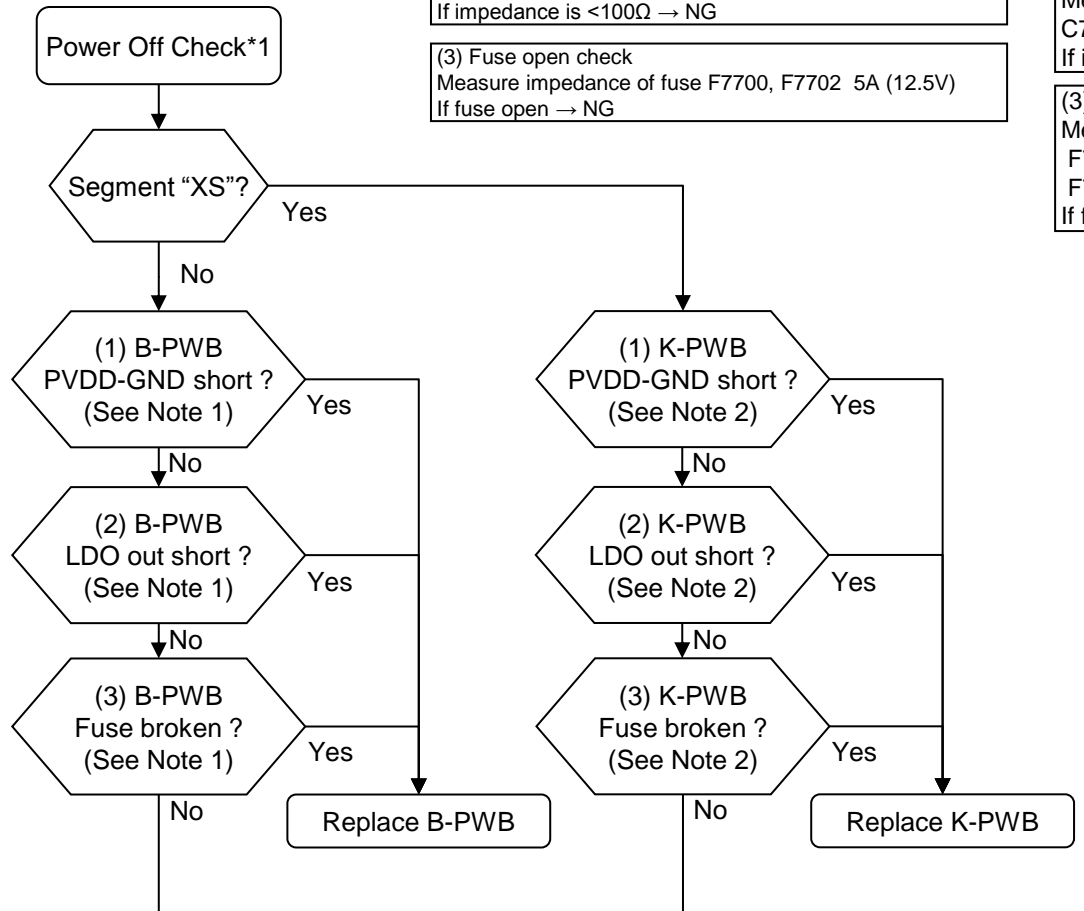 If impedance is <100Ω → NG
(3) Fuse open check
Measure impedance of fuse F7700, F7702  5A (12.5V)
If fuse open → NG
(3)
If
Power Off Check*1
Segment “XS”?
Yes
No
(1) B-PWB
PVDD-GND short ?
(See Note 1)
Yes
No
(2) B-PWB
LDO out short ?
(See Note 1)
Yes
No
(3) B-PWB
Fuse broken ?
(See Note 1)
Yes
No
Replace B-PWB
(1) K-PWB
PVDD-GND short ?
(See Note 2)
Yes
No
(2) K-PWB
LDO out short ?
(See Note 2)
Yes
No
(3) K-PWB
Fuse broken ?
(See Note 2)
Yes
No
Replace K-PWB